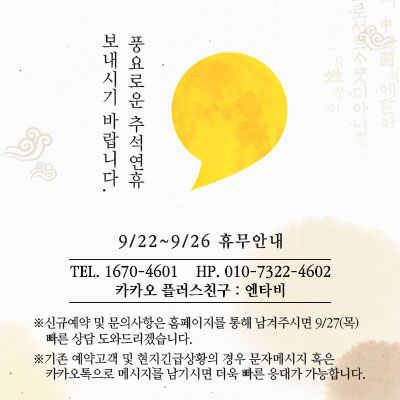 풍요로운 추석연휴
보내시기 바랍니다.
9/22~9/26 휴무안내
TEL. 1670-4601 HP. 010-7322-4602
카카오 플러스친구 : 엔타비
※신규예약 및 문의사항은 홈페이지를 통해 남겨주시면 9/27(목)
빠른 상담 도와드리겠습니다.
※기존 예약고객 및 현지긴급상황의 경우 문자메시지 혹은
카카오톡으로 메시지를 남기시면 더욱 빠른 응대가 가능합니다.